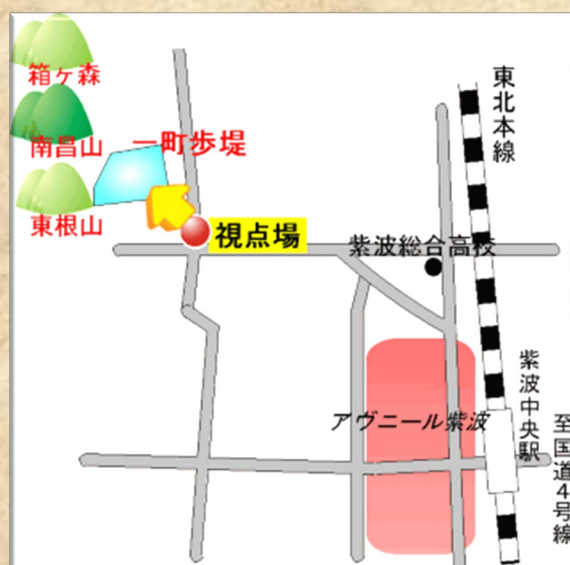 箱ヶ森
南昌山
東根山
一町歩堤
視点場
東北本線
紫波総合高校
アヴニール紫波
紫波中央駅
至国道4号線